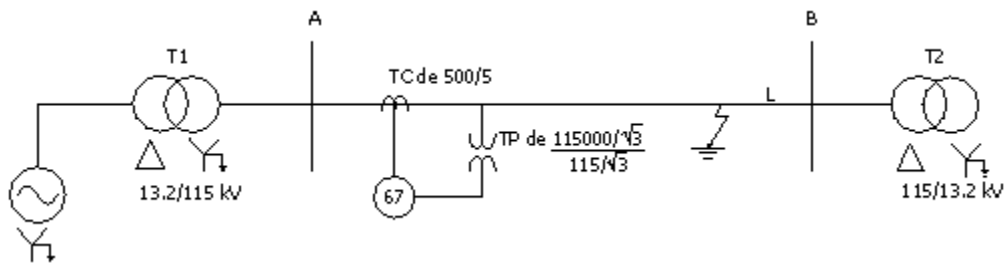 A
B
T1
T2
TC de 500/5
L
TP de 115000/√3
115/√3
67
13.2/115 kV
115/13.2 kV